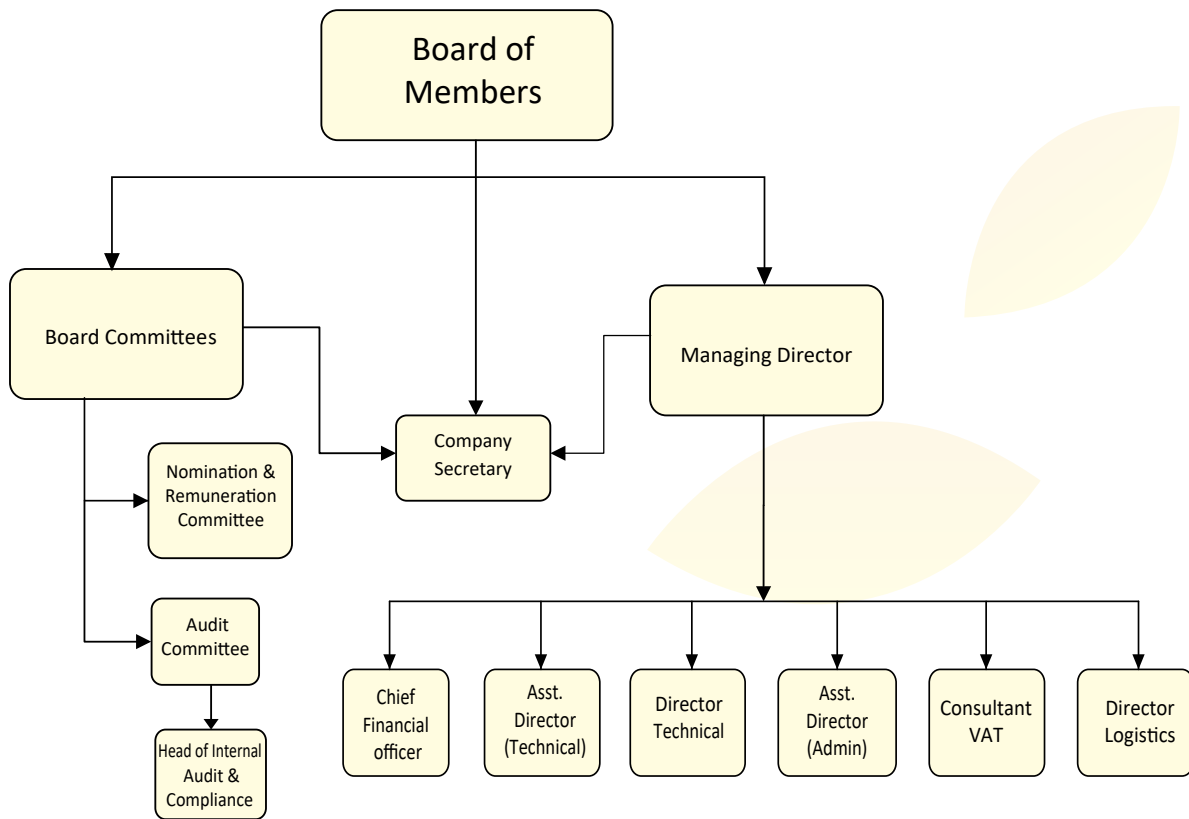 Board of
Members
Board Committees
Managing Director
Company
Secretary
Nomination &
Remuneration
Committee
Audit
Committee
Head of Internal
Audit &
Compliance
Chief
Financial
officer
Asst.
Director
(Technical)
Director
Technical
Asst.
Director
(Admin)
Consultant
VAT
Director
Logistics